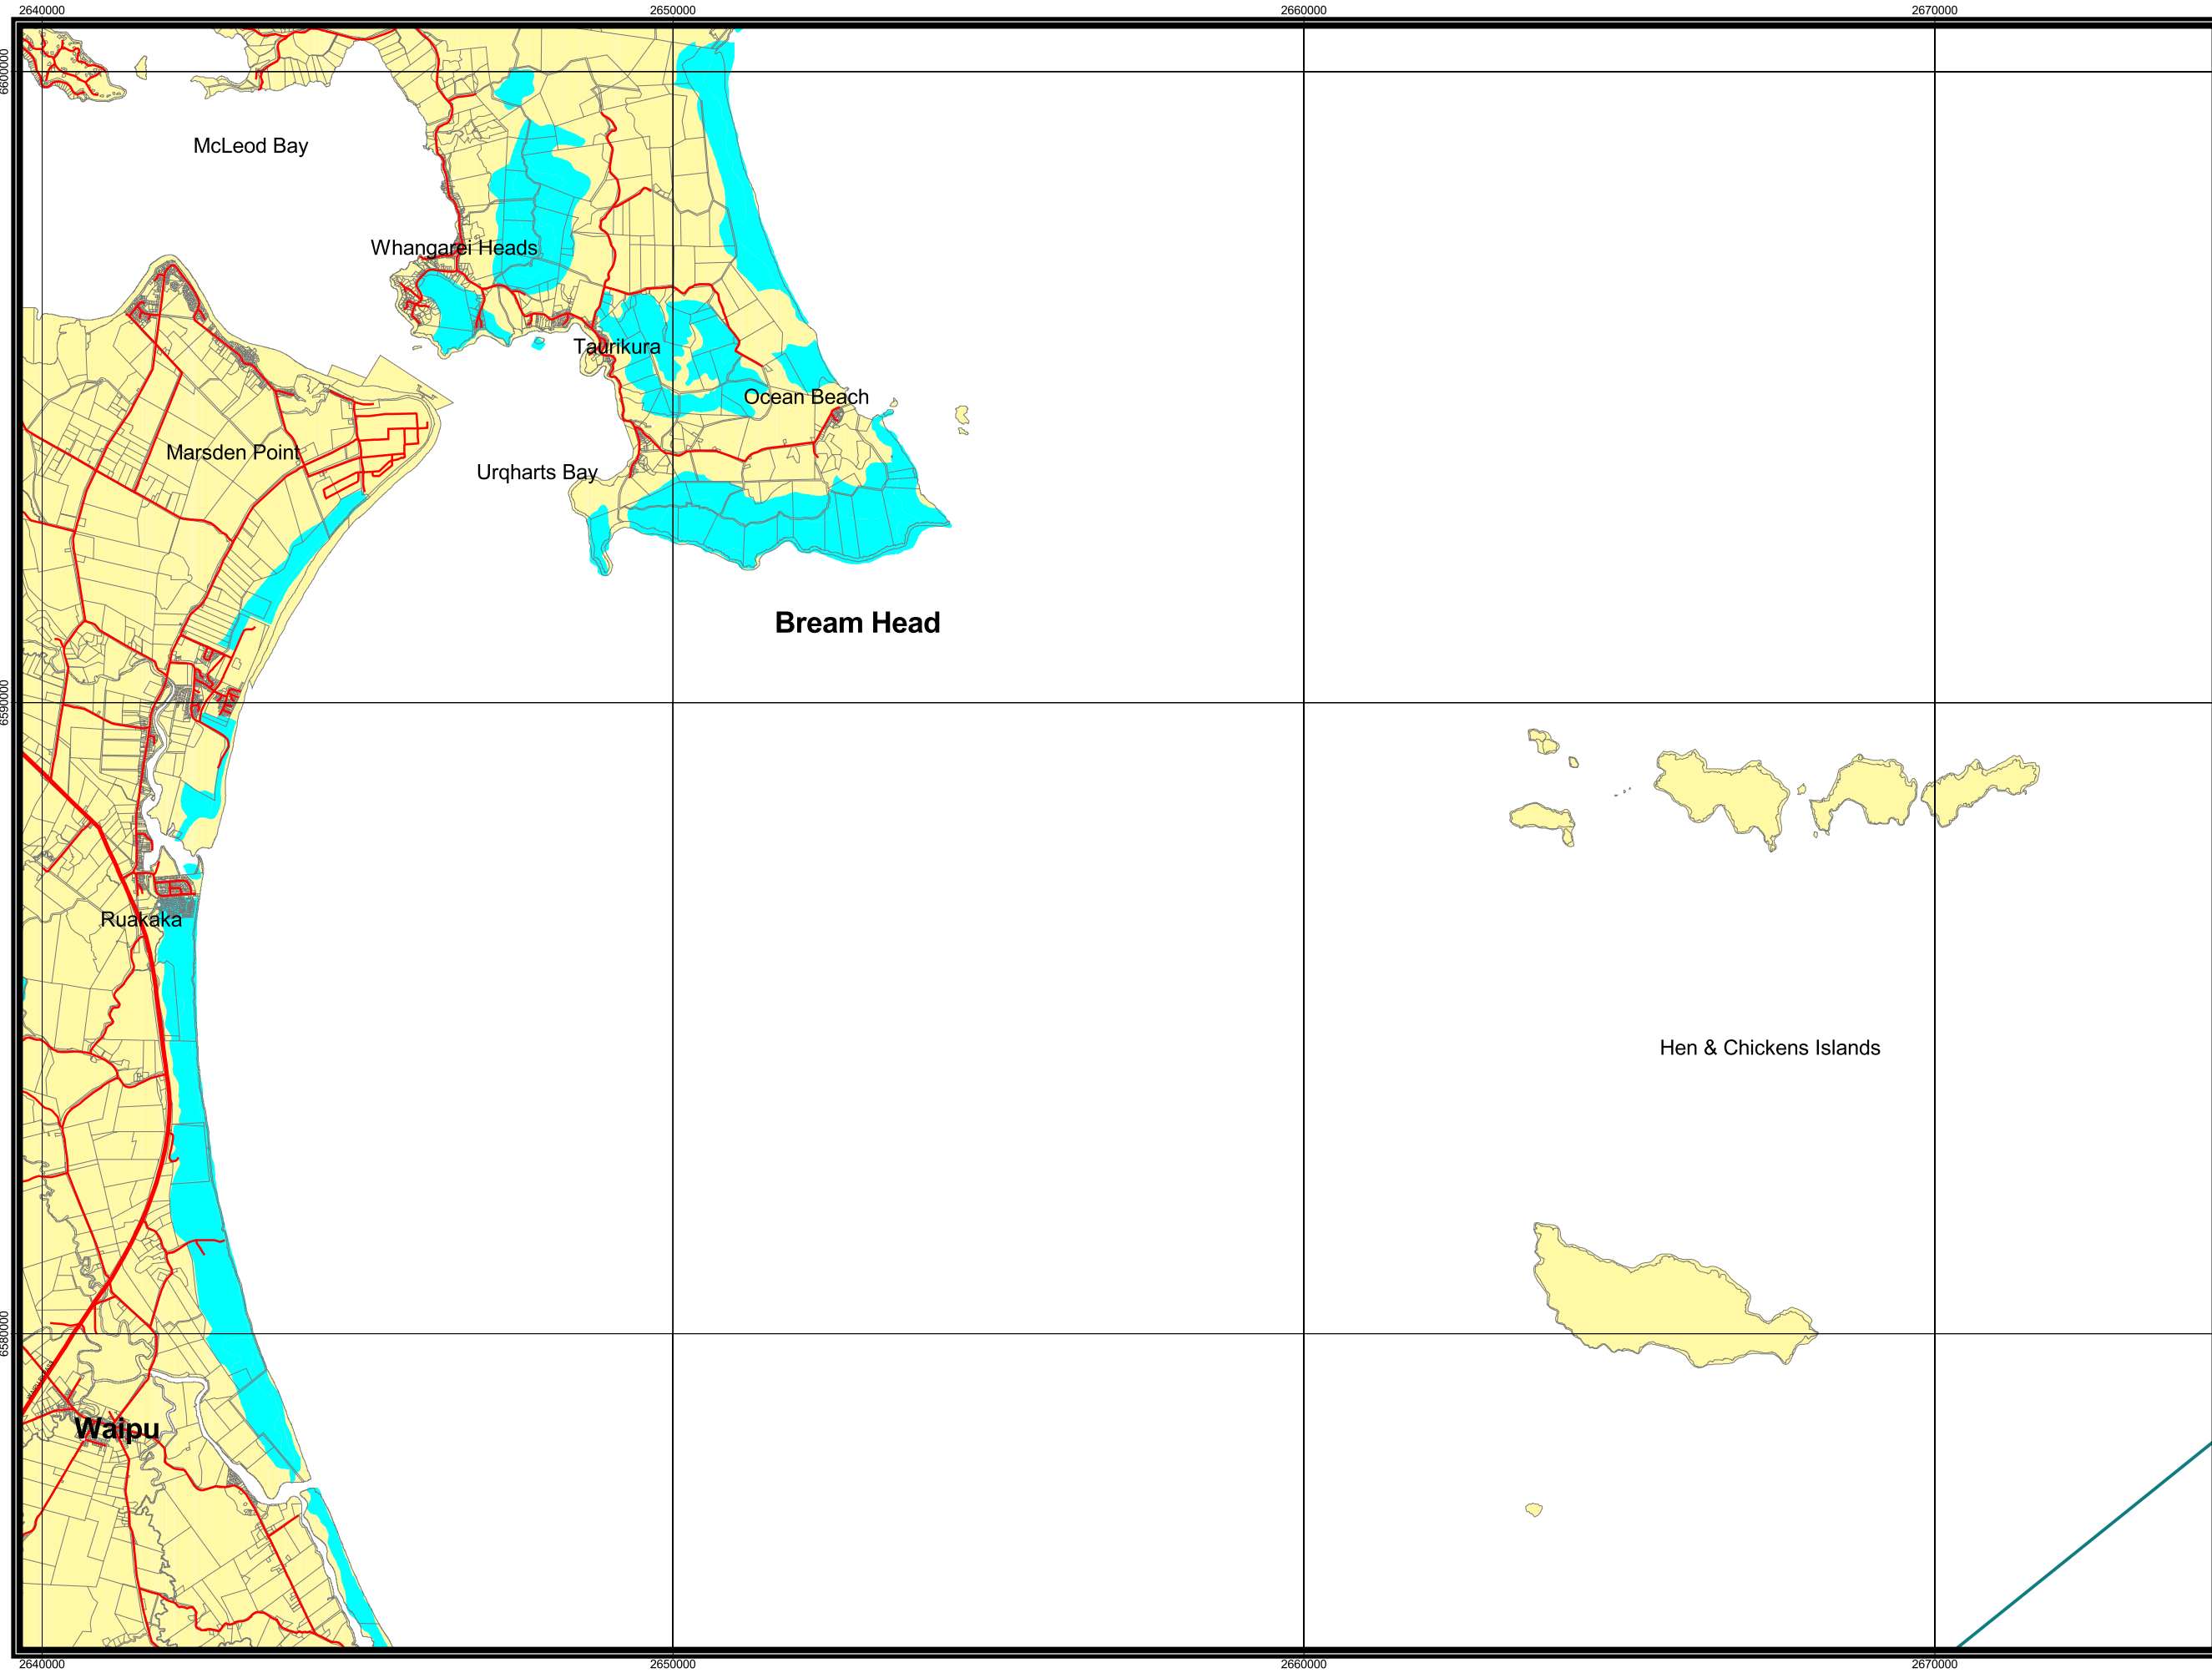 2640000 2650000 2660000 2670000
6600000
McLeod Bay
Whangarei Heads
Taurikura
Ocean Beach
Marsden Point
Urqharts Bay
Bream Head
6590000
Ruakaka
Hen & Chickens Islands
6580000
Waipu
2640000 2650000 2660000 2670000